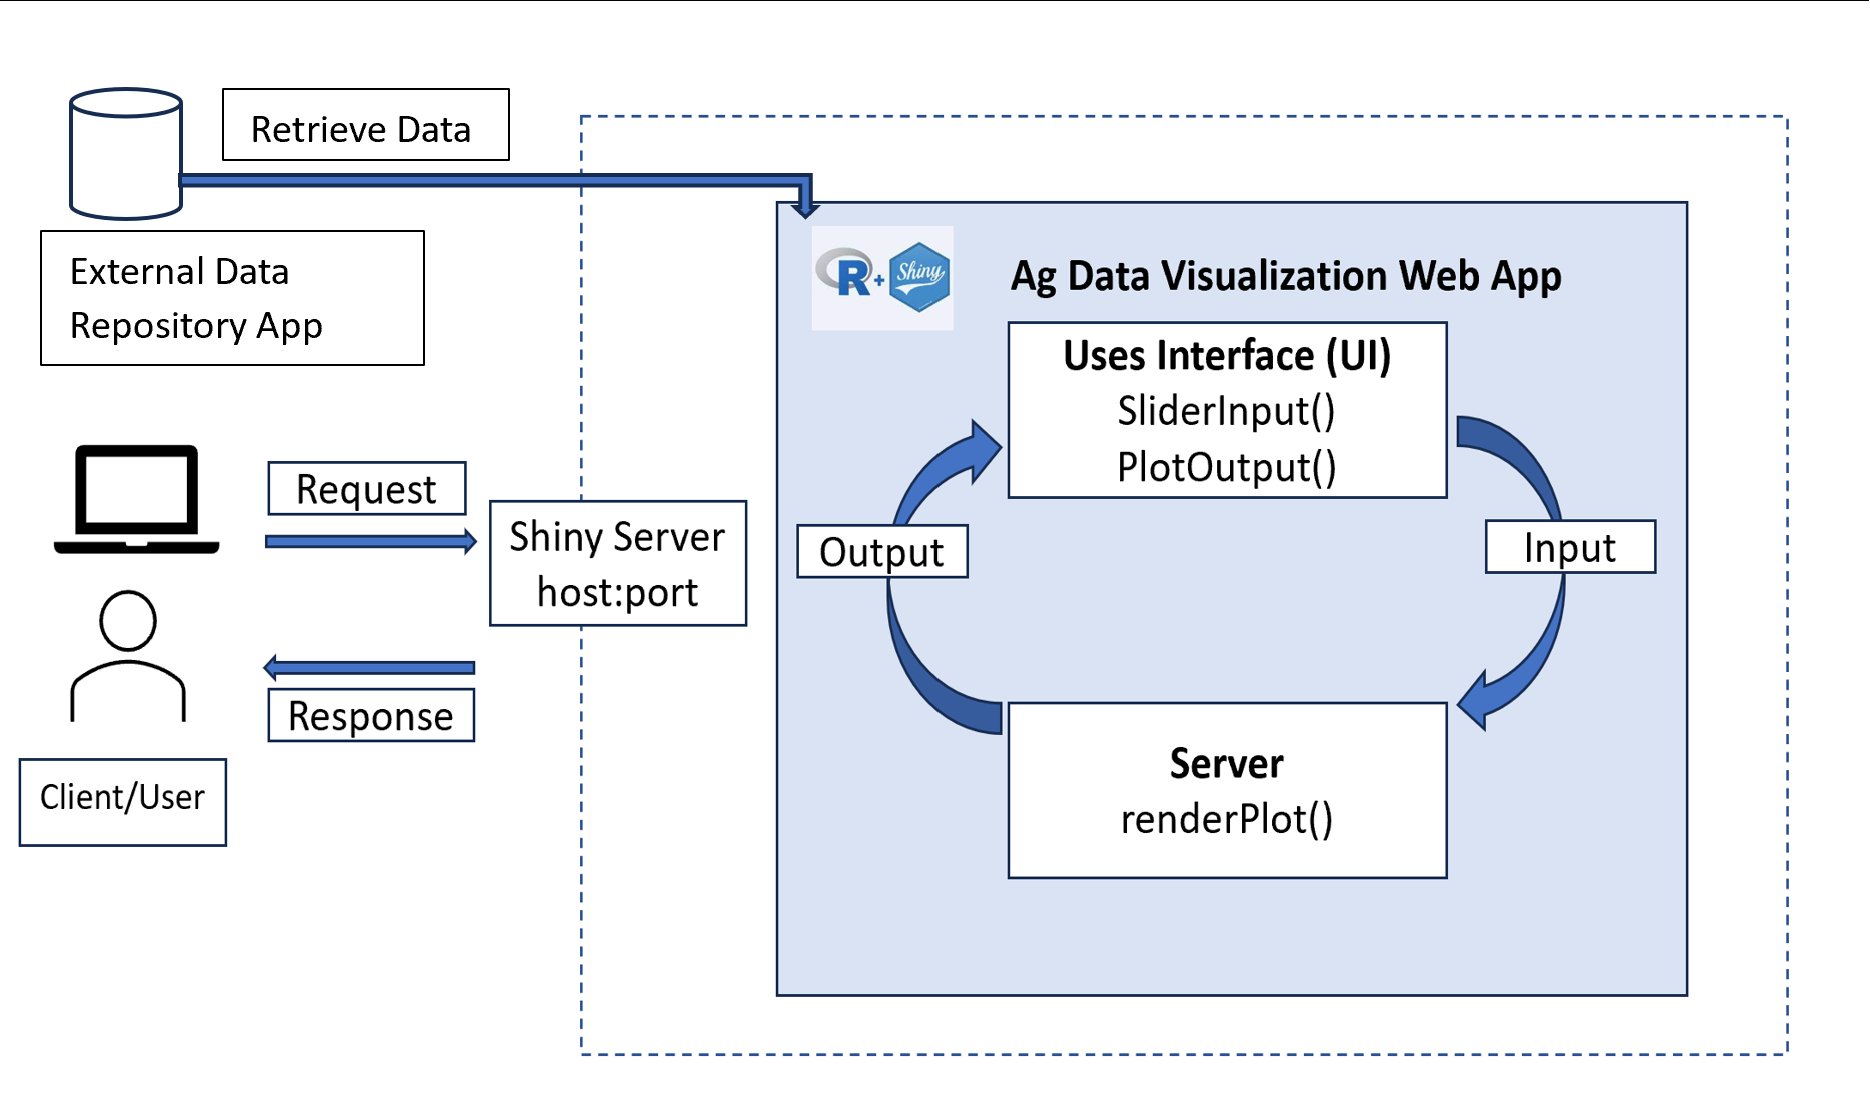 Retrieve Data
External Data
Repository App
R + Shiny
Ag Data Visualization Web App
Uses Interface (UI)
SliderInput()
PlotOutput()
Request
Shiny Server
host:port
Output
Input
Response
Server
renderPlot()
Client/User